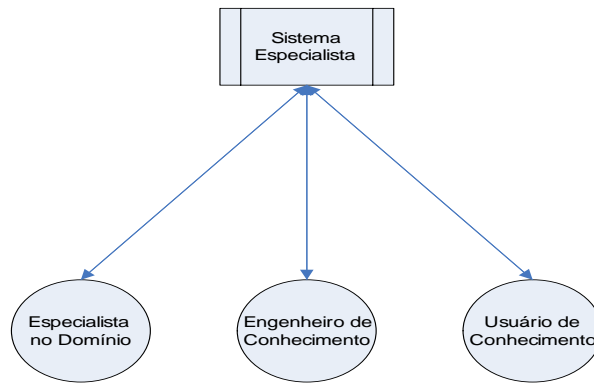 Sistema
Especialista
Especialista
no Domínio
Engenheiro de
Conhecimento
Usuário de
Conhecimento